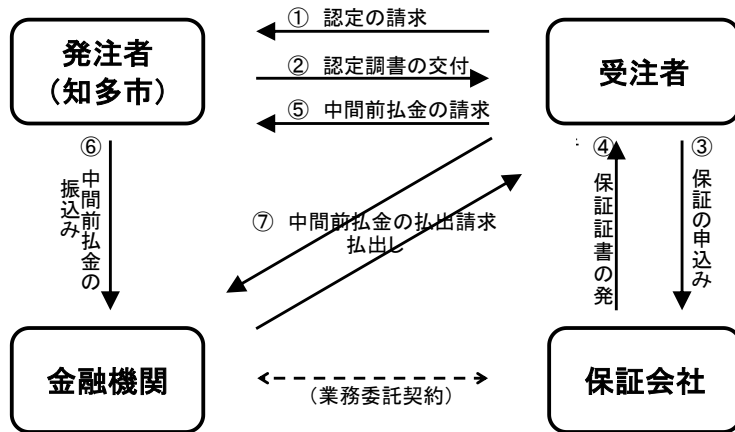 ① 認定の請求
発注者
（知多市）
② 認定調書の交付
受注者
⑤ 中間前払金の請求
⑥ 中間前払金の
振込み
④ 保証証書の発
③ 保証の申込み
⑦ 中間前払金の払出請求
払出し
金融機関
（業務委託契約）
保証会社